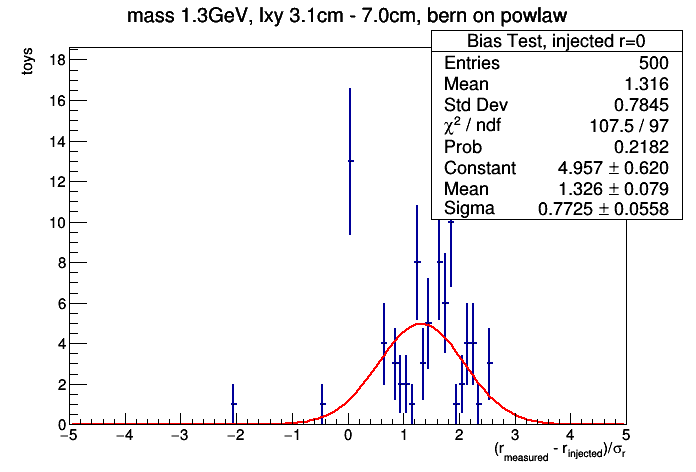 mass 1.3GeV, lxy 3.1cm - 7.0cm, bern on powlaw
Bias Test, injected r=0
Entries 500
Mean 1.316
Std Dev 0.7845
χ² / ndf 107.5 / 97
Prob 0.2182
Constant 4.957 ± 0.620
Mean 1.326 ± 0.079
Sigma 0.7725 ± 0.0558
toys
18
16
14
12
10
8
6
4
2
0
−5 −4 −3 −2 −1 0 1 2 3 4 5
(r_measured - r_injected)/σ_r